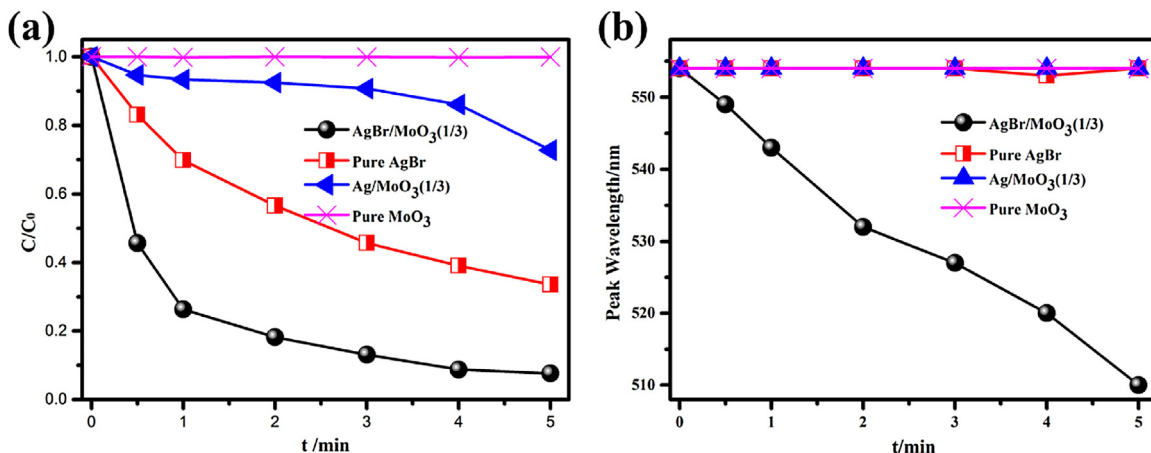 (a)
1.0
0.8
0.6
0.4
0.2
0.0
C/C₀
0 1 2 3 4 5
t /min
AgBr/MoO₃(1/3)
Pure AgBr
Ag/MoO₃(1/3)
Pure MoO₃
(b)
550
540
530
520
510
Peak Wavelength/nm
0 1 2 3 4 5
t/min
AgBr/MoO₃(1/3)
Pure AgBr
Ag/MoO₃(1/3)
Pure MoO₃